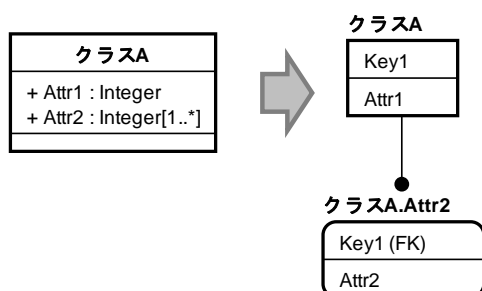 クラスA
+ Attr1 : Integer
+ Attr2 : Integer[1..*]
クラスA
Key1
Attr1
クラスA.Attr2
Key1 (FK)
Attr2